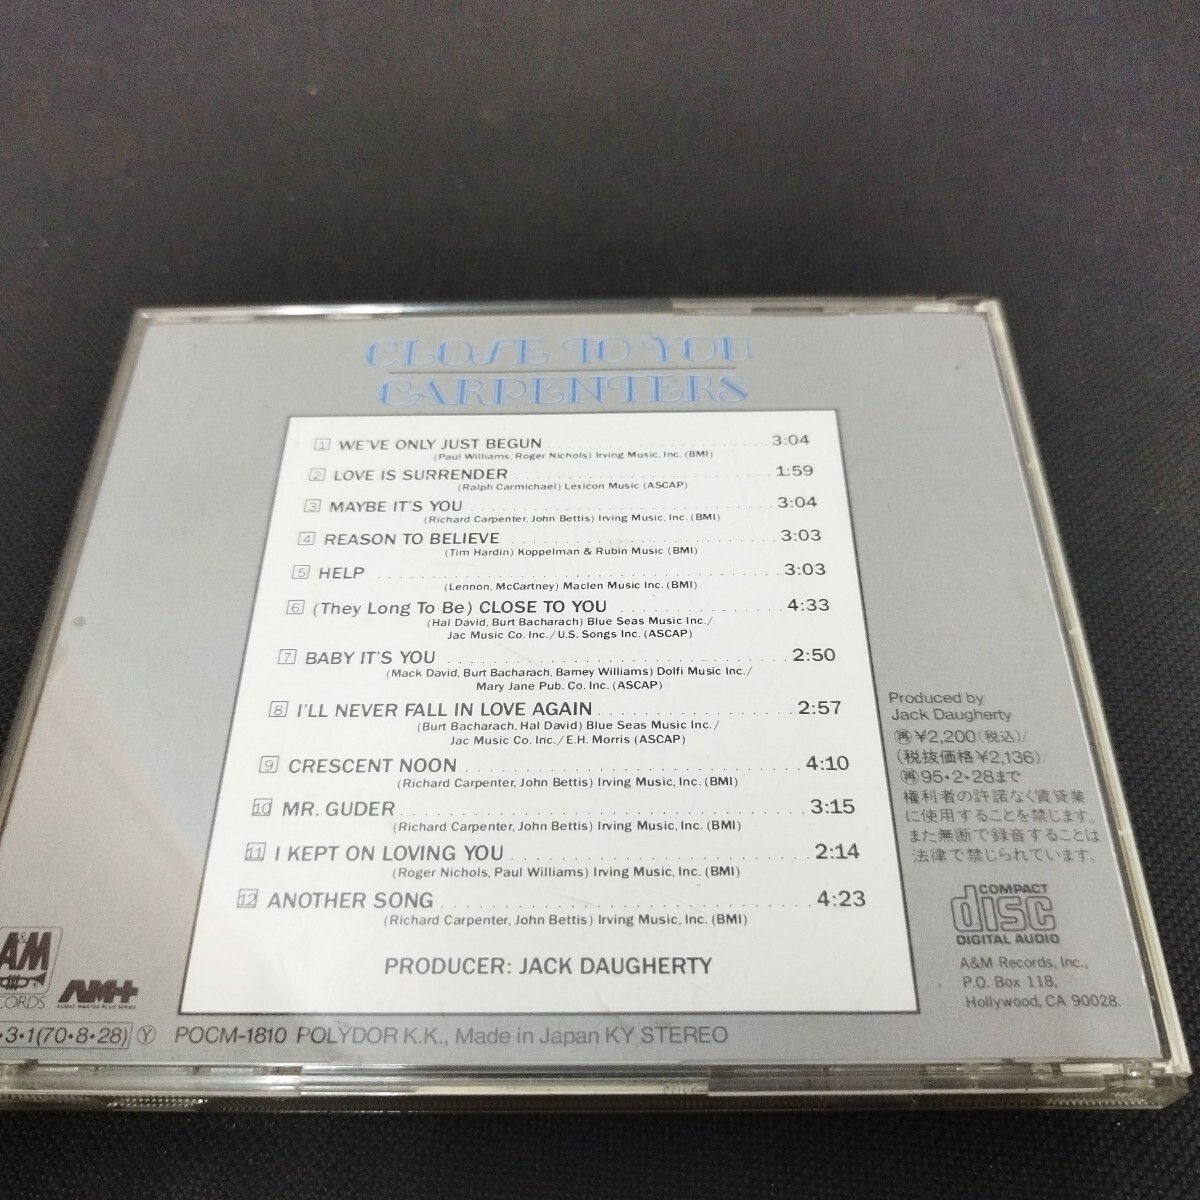 CLOSE TO YOU
CARPENTERS
1 WE'VE ONLY JUST BEGUN 3:04
(Paul Williams, Roger Nichols) Irving Music, Inc. (BMI)
2 LOVE IS SURRENDER 1:59
(Ralph Carmichael) Lexicon Music (ASCAP)
3 MAYBE IT'S YOU 3:04
(Richard Carpenter, John Bettis) Irving Music, Inc. (BMI)
4 REASON TO BELIEVE 3:03
(Tim Hardin) Koppelman & Rubin Music (BMI)
5 HELP 3:03
(Lennon, McCartney) Maclen Music Inc. (BMI)
6 (They Long To Be) CLOSE TO YOU 4:33
(Hal David, Burt Bacharach) Blue Seas Music Inc./
Jac Music Co. Inc./U.S. Songs Inc. (ASCAP)
7 BABY IT'S YOU 2:50
(Mack David, Burt Bacharach, Barney Williams) Dolfi Music Inc./
Mary Jane Pub. Co. Inc. (ASCAP)
8 I'LL NEVER FALL IN LOVE AGAIN 2:57
(Burt Bacharach, Hal David) Blue Seas Music Inc./
Jac Music Co. Inc./E.H. Morris (ASCAP)
9 CRESCENT NOON 4:10
(Richard Carpenter, John Bettis) Irving Music, Inc. (BMI)
10 MR. GUDER 3:15
(Richard Carpenter, John Bettis) Irving Music, Inc. (BMI)
11 I KEPT ON LOVING YOU 2:14
(Roger Nichols, Paul Williams) Irving Music, Inc. (BMI)
12 ANOTHER SONG 4:23
(Richard Carpenter, John Bettis) Irving Music, Inc. (BMI)
PRODUCER: JACK DAUGHERTY
Produced by
Jack Daugherty
再¥2,200(税込)/
(税抜価格¥2,136)/
再95・2・28まで
権利者の許諾なく賃貸業
に使用することを禁じます。
また無断で録音することは
法律で禁じられています。
COMPACT
disc
DIGITAL AUDIO
A&M Records, Inc.,
P.O. Box 118,
Hollywood, CA 90028.
A&M
CORDS
AM+
AUDIO MASTER PLUS SERIES
・3・1(70・8・28) Y POCM-1810 POLYDOR K.K., Made in Japan KY STEREO